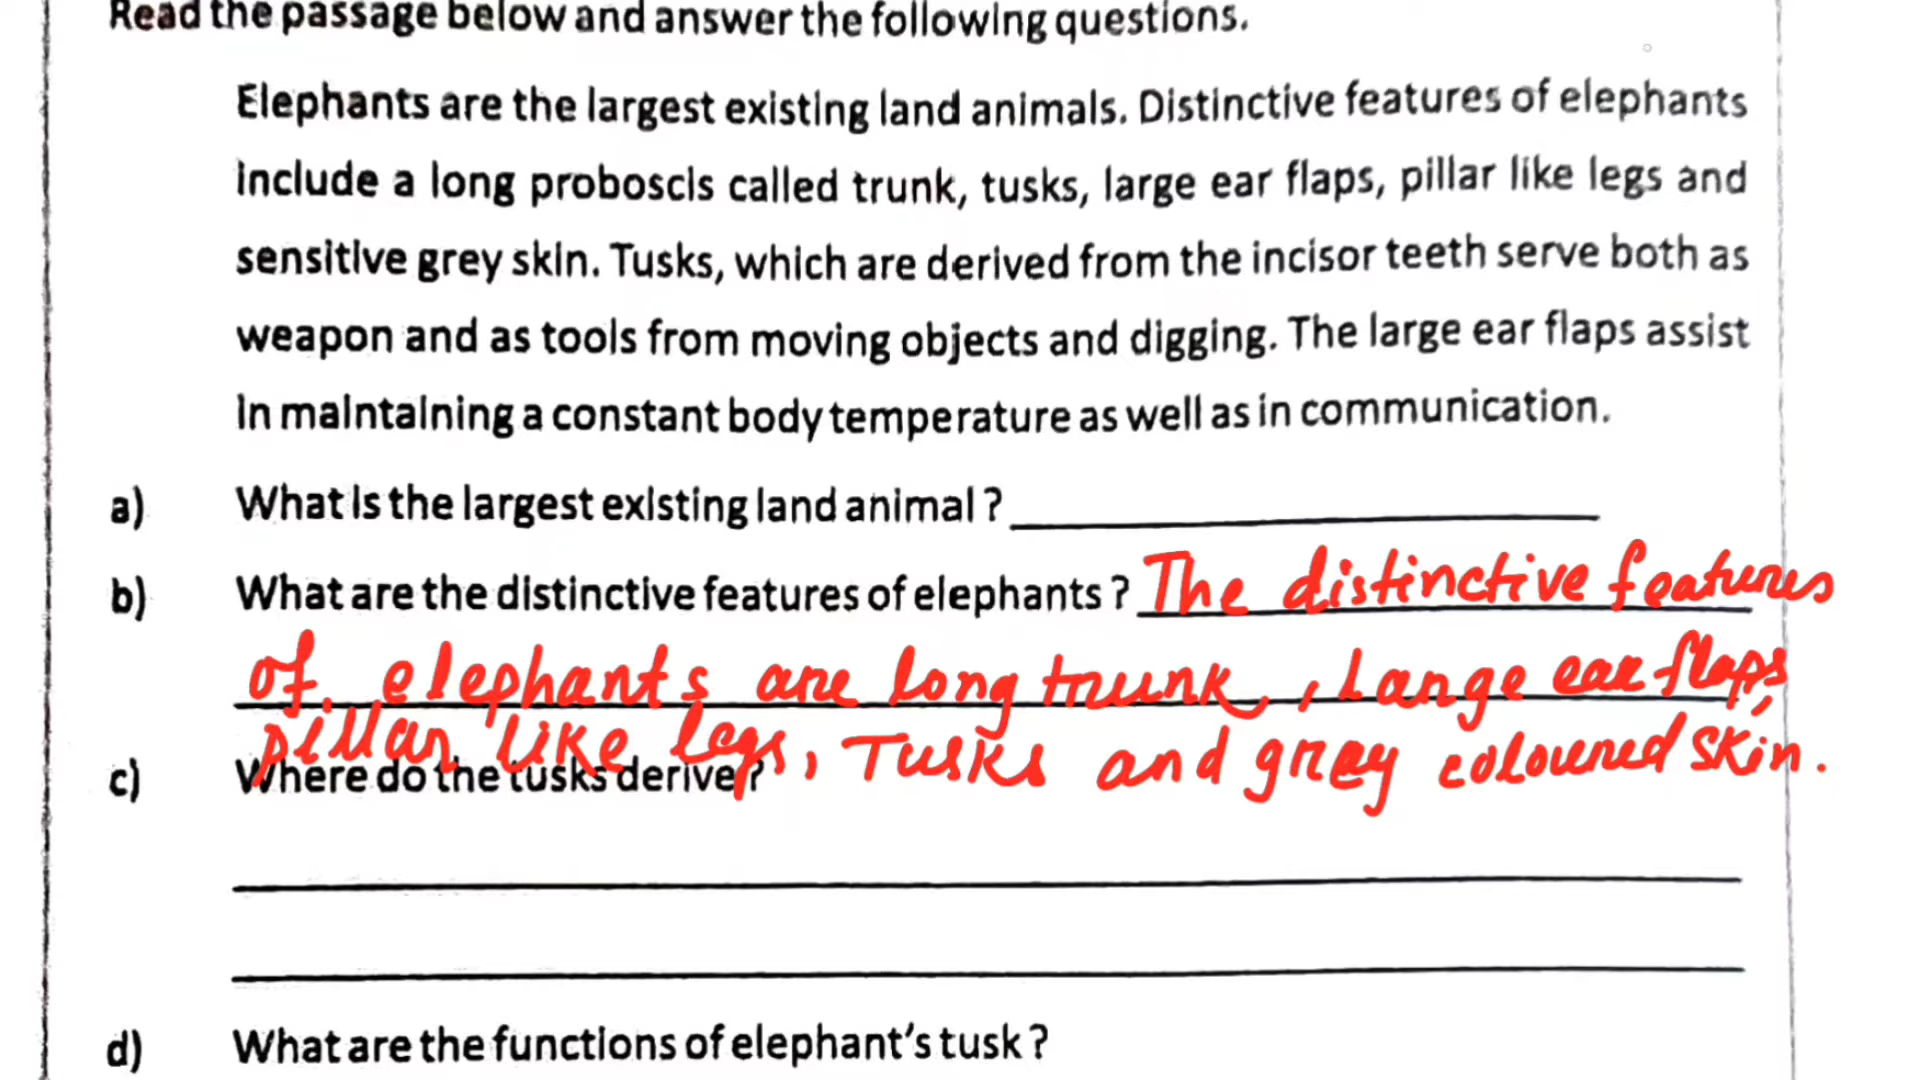 Read the passage below and answer the following questions.
Elephants are the largest existing land animals. Distinctive features of elephants
include a long proboscis called trunk, tusks, large ear flaps, pillar like legs and
sensitive grey skin. Tusks, which are derived from the incisor teeth serve both as
weapon and as tools from moving objects and digging. The large ear flaps assist
in maintaining a constant body temperature as well as in communication.
a) What is the largest existing land animal ?
b) What are the distinctive features of elephants ? The distinctive features
of elephants are long trunk, , Large ear flaps,
pillar like legs, Tusks and gray coloured skin.
c) Where do the tusks derive ?
d) What are the functions of elephant's tusk ?